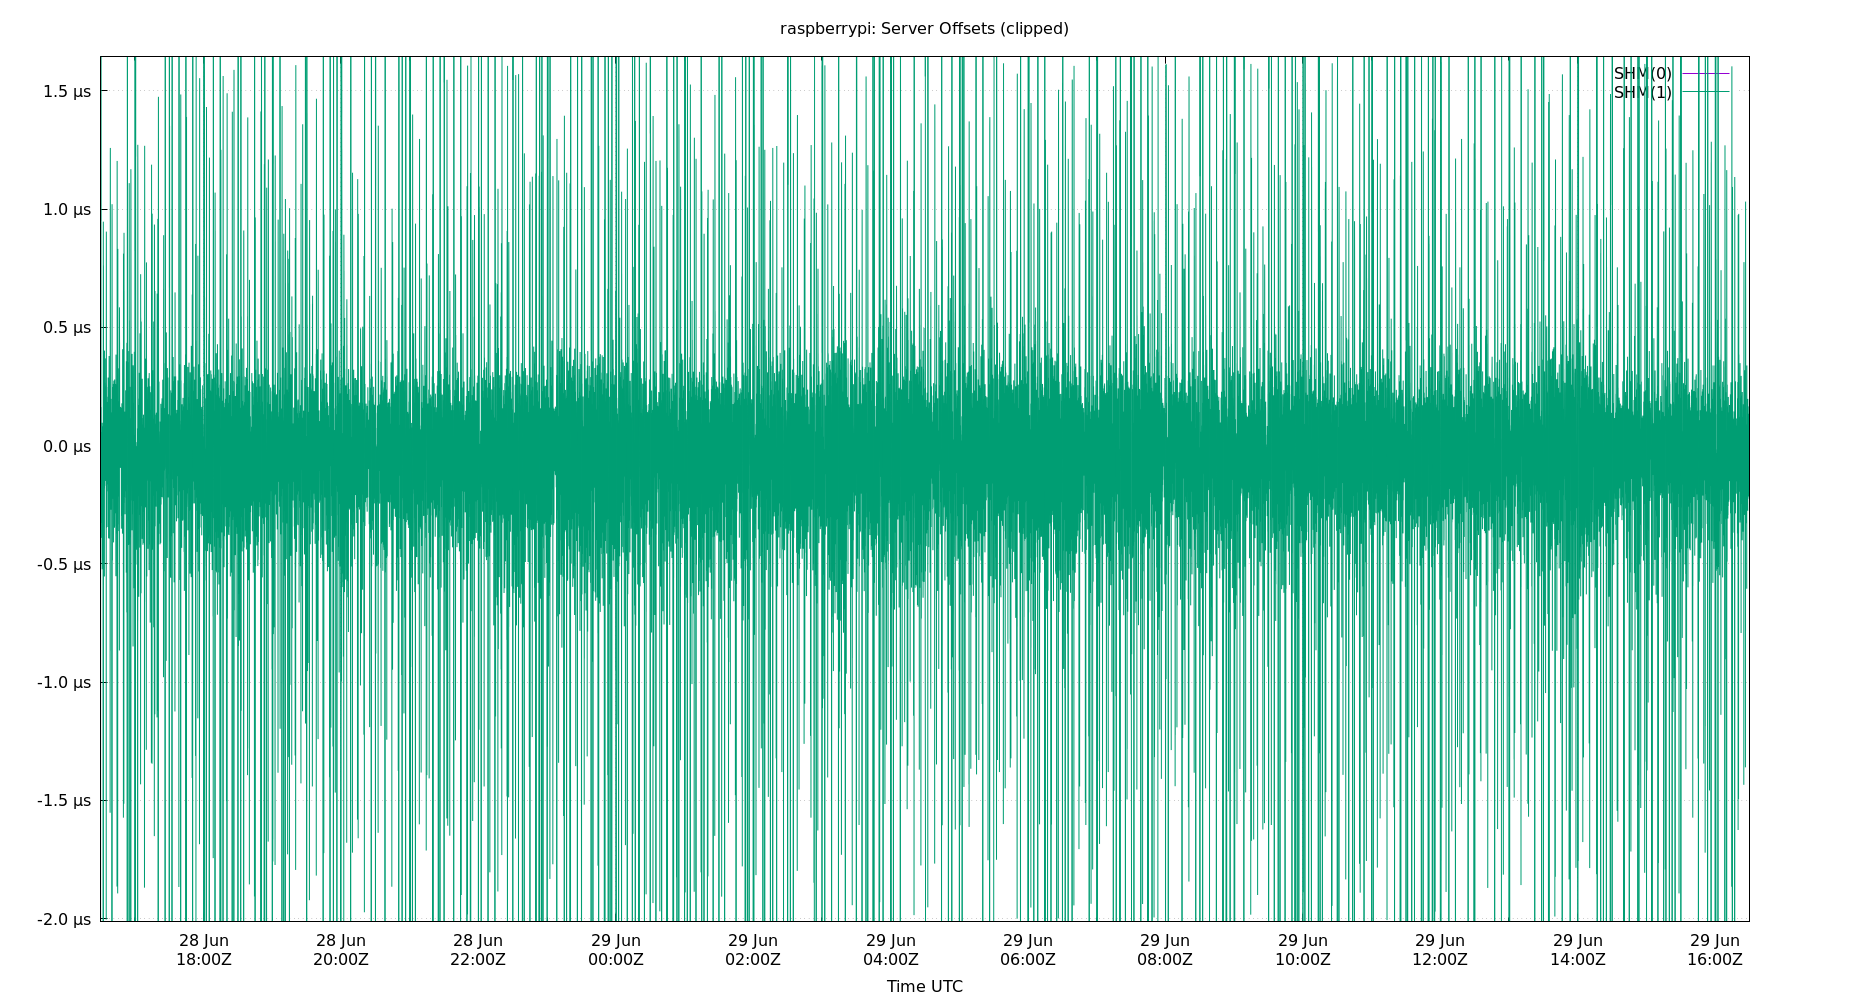 raspberrypi: Server Offsets (clipped)
SHM(0)
SHM(1)
1.5 µs
1.0 µs
0.5 µs
0.0 µs
-0.5 µs
-1.0 µs
-1.5 µs
-2.0 µs
28 Jun 28 Jun 28 Jun 29 Jun 29 Jun 29 Jun 29 Jun 29 Jun 29 Jun 29 Jun 29 Jun 29 Jun
18:00Z 20:00Z 22:00Z 00:00Z 02:00Z 04:00Z 06:00Z 08:00Z 10:00Z 12:00Z 14:00Z 16:00Z
Time UTC